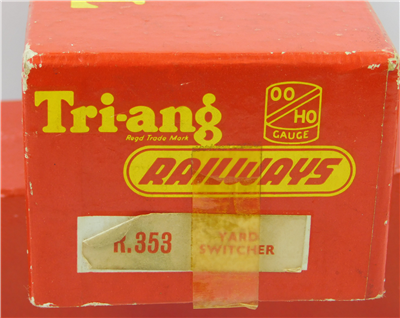 Tri-ang
Regd Trade Mark
OO
HO
GAUGE
RAILWAYS
R.353 YARD
SWITCHER